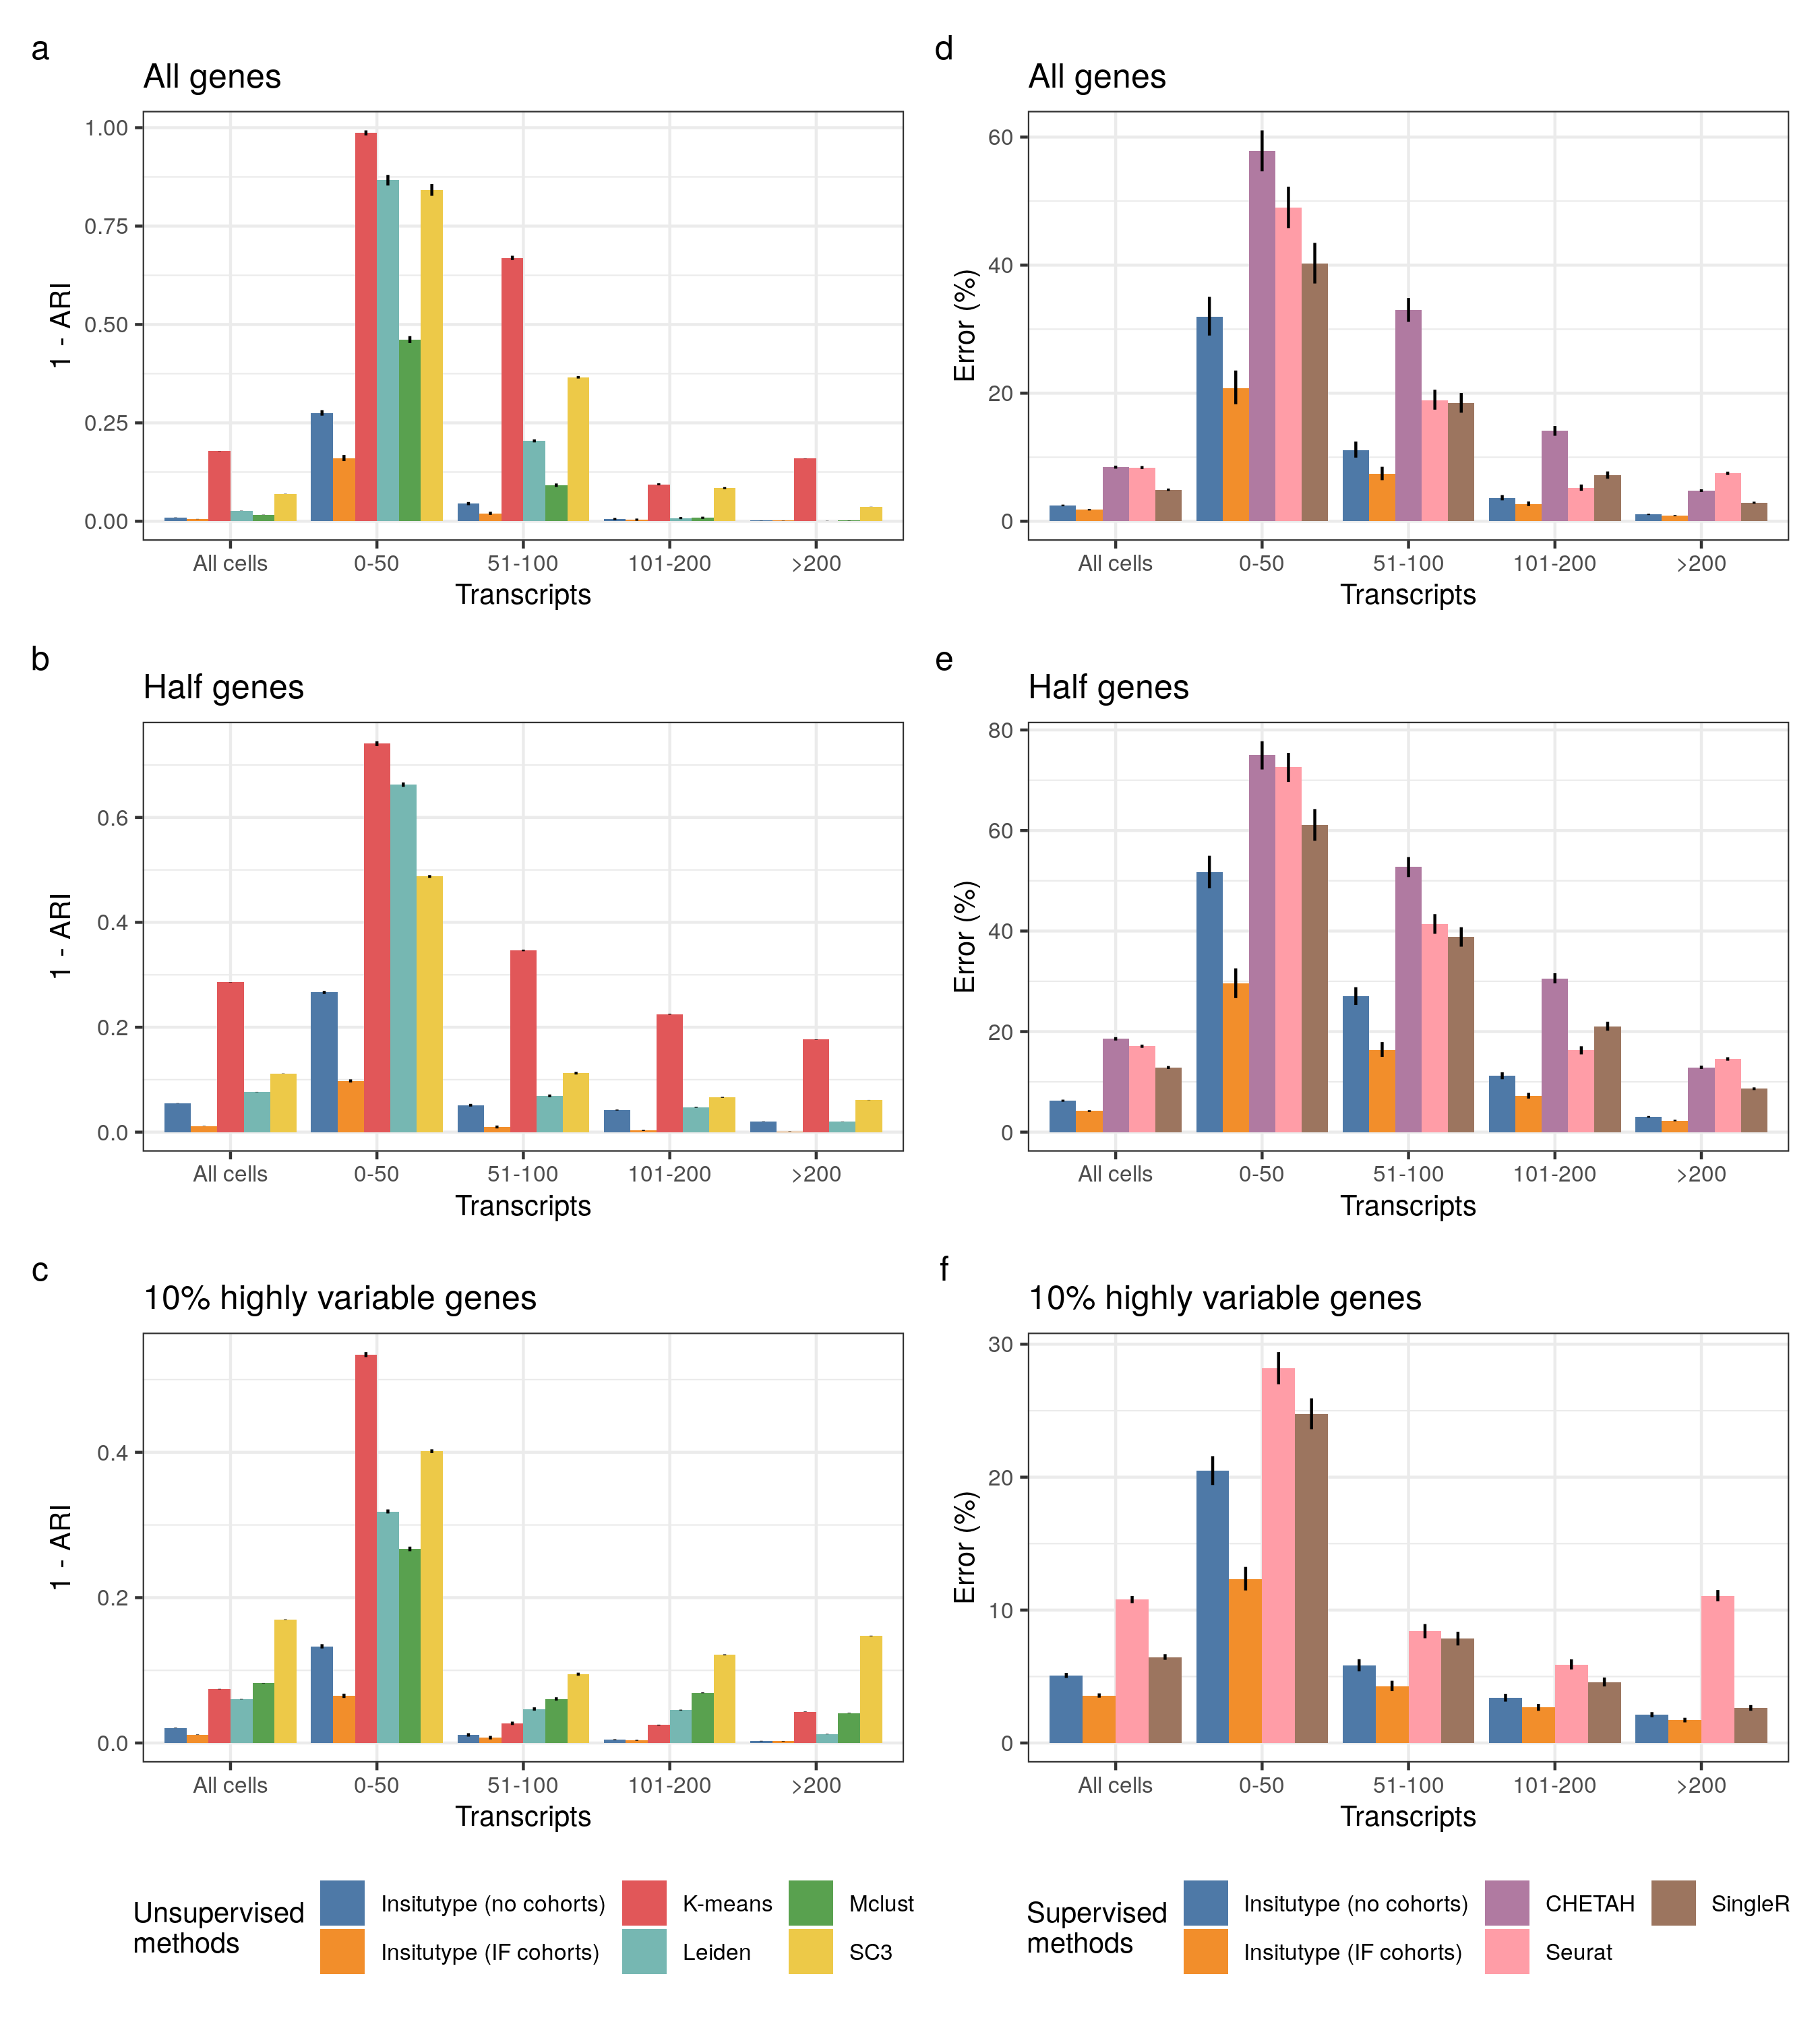 a
All genes
1 - ARI
1.00
0.75
0.50
0.25
0.00
All cells 0-50 51-100 101-200 >200
Transcripts
d
All genes
Error (%)
60
40
20
0
All cells 0-50 51-100 101-200 >200
Transcripts
b
Half genes
1 - ARI
0.6
0.4
0.2
0.0
All cells 0-50 51-100 101-200 >200
Transcripts
e
Half genes
Error (%)
80
60
40
20
0
All cells 0-50 51-100 101-200 >200
Transcripts
c
10% highly variable genes
1 - ARI
0.4
0.2
0.0
All cells 0-50 51-100 101-200 >200
Transcripts
f
10% highly variable genes
Error (%)
30
20
10
0
All cells 0-50 51-100 101-200 >200
Transcripts
Unsupervised
methods
Insitutype (no cohorts)
Insitutype (IF cohorts)
K-means
Leiden
Mclust
SC3
Supervised
methods
Insitutype (no cohorts)
Insitutype (IF cohorts)
CHETAH
Seurat
SingleR